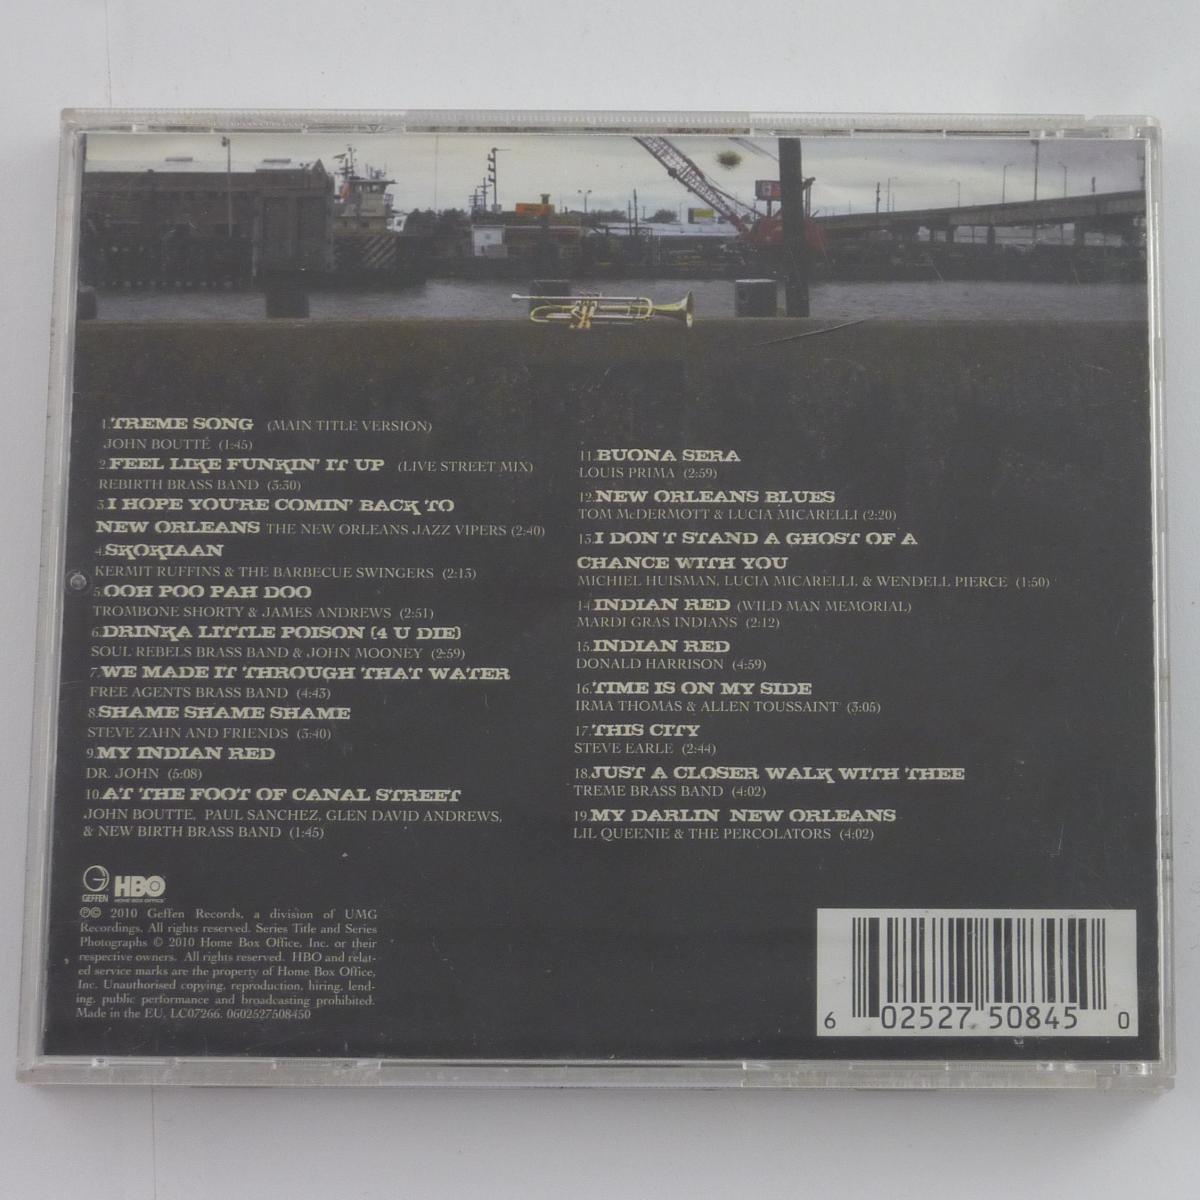 1.TREME SONG (MAIN TITLE VERSION)
JOHN BOUTTÉ (1:45)
2.FEEL LIKE FUNKIN' IT UP (LIVE STREET MIX)
REBIRTH BRASS BAND (3:30)
3.I HOPE YOU'RE COMIN' BACK TO
NEW ORLEANS THE NEW ORLEANS JAZZ VIPERS (2:40)
4.SKOKIAAN
KERMIT RUFFINS & THE BARBECUE SWINGERS (2:13)
5.OOH POO PAH DOO
TROMBONE SHORTY & JAMES ANDREWS (2:51)
6.DRINKA LITTLE POISON (4 U DIE)
SOUL REBELS BRASS BAND & JOHN MOONEY (2:59)
7.WE MADE IT THROUGH THAT WATER
FREE AGENTS BRASS BAND (4:43)
8.SHAME SHAME SHAME
STEVE ZAHN AND FRIENDS (3:40)
9.MY INDIAN RED
DR. JOHN (5:08)
10.AT THE FOOT OF CANAL STREET
JOHN BOUTTE, PAUL SANCHEZ, GLEN DAVID ANDREWS,
& NEW BIRTH BRASS BAND (1:45)
11.BUONA SERA
LOUIS PRIMA (2:59)
12.NEW ORLEANS BLUES
TOM McDERMOTT & LUCIA MICARELLI (2:20)
13.I DON'T STAND A GHOST OF A
CHANCE WITH YOU
MICHIEL HUISMAN, LUCIA MICARELLI, & WENDELL PIERCE (1:50)
14.INDIAN RED (WILD MAN MEMORIAL)
MARDI GRAS INDIANS (2:12)
15.INDIAN RED
DONALD HARRISON (4:59)
16.TIME IS ON MY SIDE
IRMA THOMAS & ALLEN TOUSSAINT (3:05)
17.THIS CITY
STEVE EARLE (2:44)
18.JUST A CLOSER WALK WITH THEE
TREME BRASS BAND (4:02)
19.MY DARLIN NEW ORLEANS
LIL QUEENIE & THE PERCOLATORS (4:02)
GEFFEN HBO
HOME BOX OFFICE
℗© 2010 Geffen Records, a division of UMG
Recordings. All rights reserved. Series Title and Series
Photographs © 2010 Home Box Office, Inc. or their
respective owners. All rights reserved. HBO and relat-
ed service marks are the property of Home Box Office,
Inc. Unauthorised copying, reproduction, hiring, lend-
ing, public performance and broadcasting prohibited.
Made in the EU. LC07266. 0602527508450
6 02527 50845 0